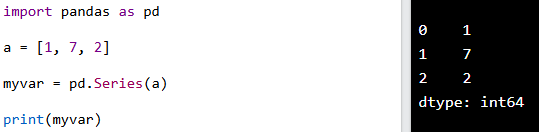 import pandas as pd
a = [1, 7, 2]
myvar = pd.Series(a)
print(myvar)
0    1
1    7
2    2
dtype: int64